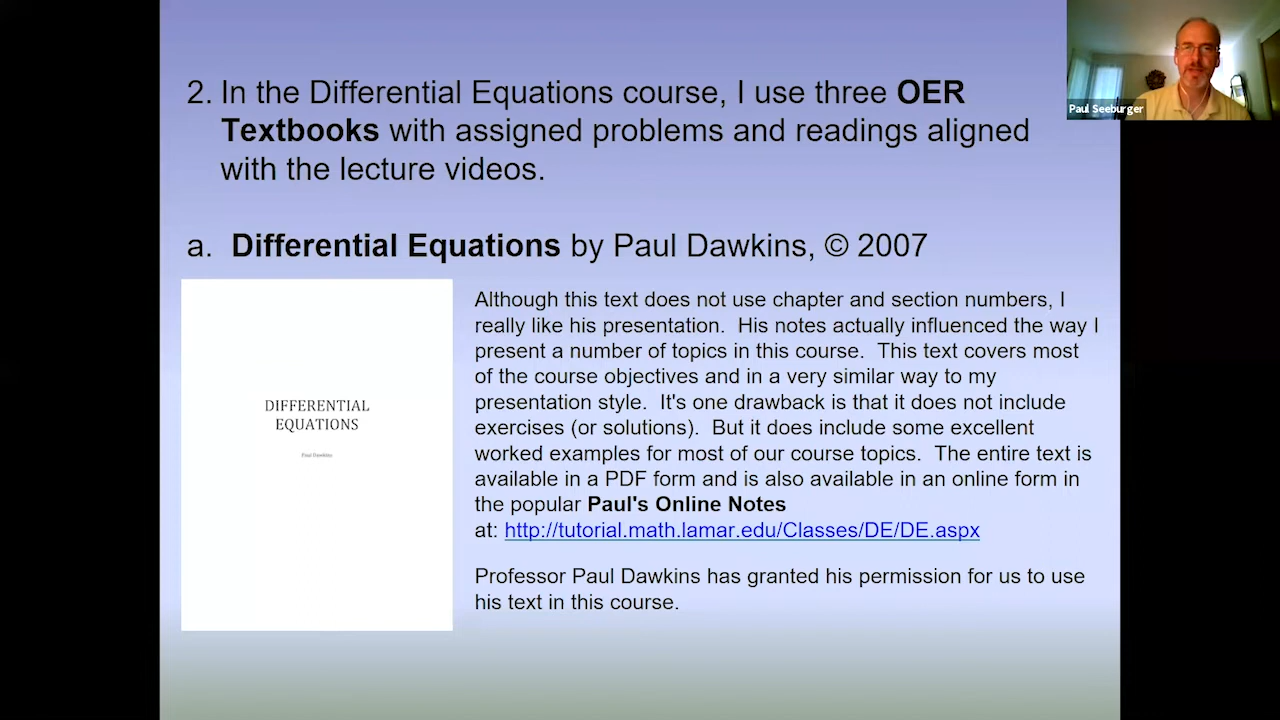 2. In the Differential Equations course, I use three OER
Textbooks with assigned problems and readings aligned
with the lecture videos.
a. Differential Equations by Paul Dawkins, © 2007
DIFFERENTIAL
EQUATIONS
Paul Dawkins
Although this text does not use chapter and section numbers, I
really like his presentation. His notes actually influenced the way I
present a number of topics in this course. This text covers most
of the course objectives and in a very similar way to my
presentation style. It's one drawback is that it does not include
exercises (or solutions). But it does include some excellent
worked examples for most of our course topics. The entire text is
available in a PDF form and is also available in an online form in
the popular Paul's Online Notes
at: http://tutorial.math.lamar.edu/Classes/DE/DE.aspx
Professor Paul Dawkins has granted his permission for us to use
his text in this course.
Paul Seeburger